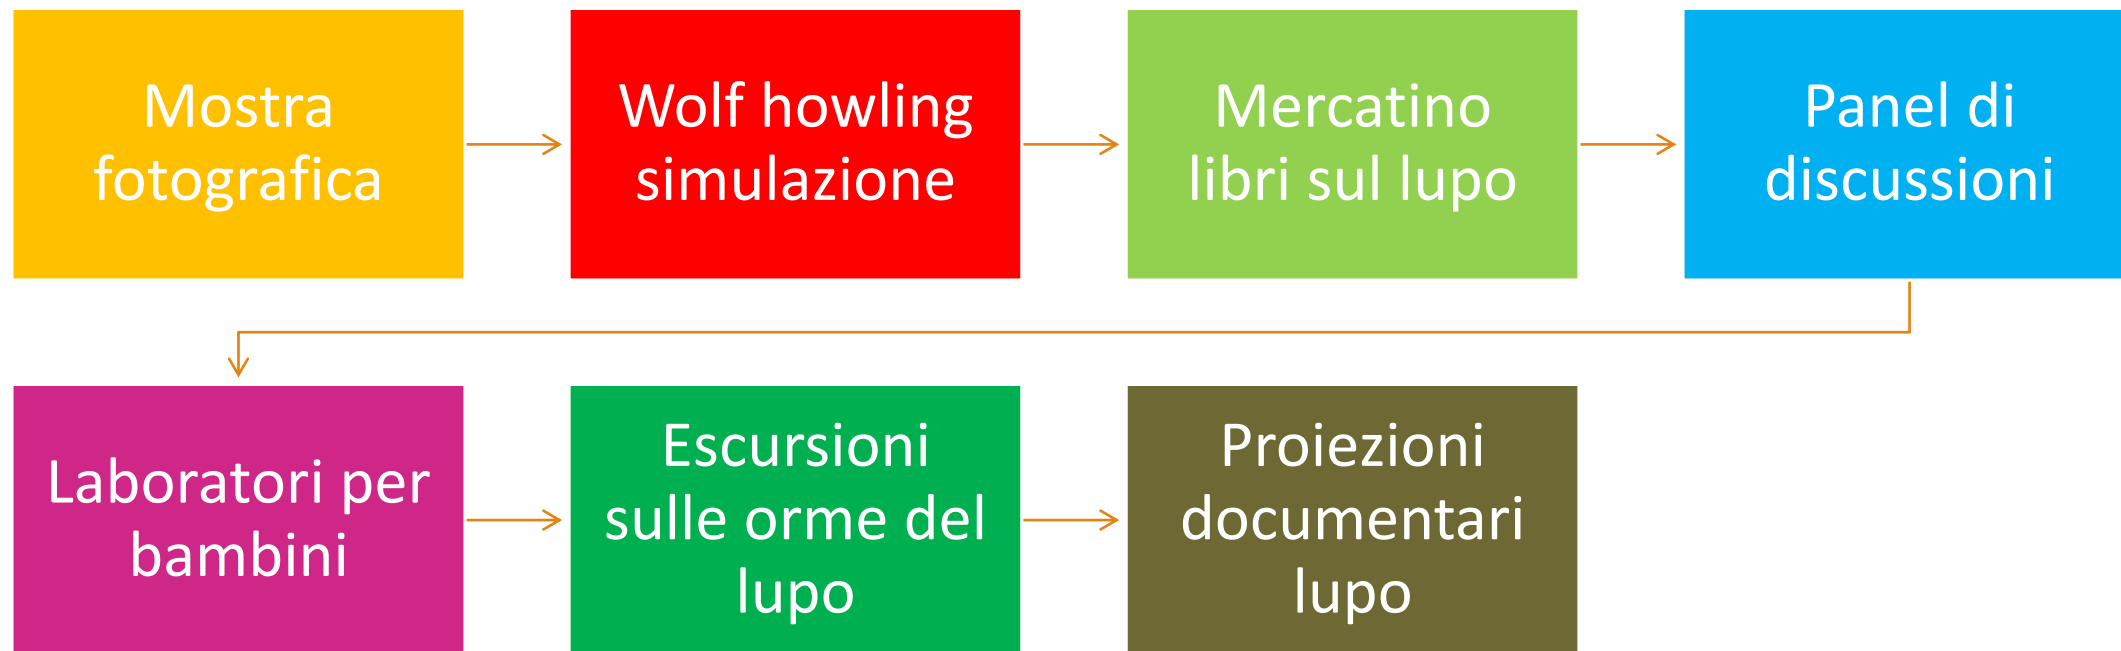 Mostra
fotografica
Wolf howling
simulazione
Mercatino
libri sul lupo
Panel di
discussioni
Laboratori per
bambini
Escursioni
sulle orme del
lupo
Proiezioni
documentari
lupo